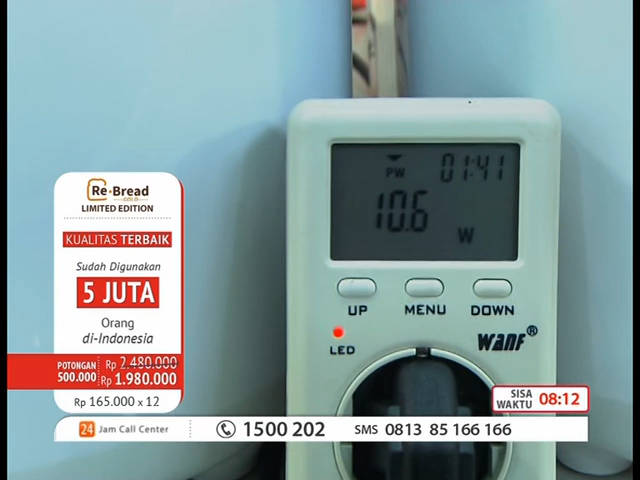 Re•Bread
GOLD
LIMITED EDITION
KUALITAS TERBAIK
Sudah Digunakan
5 JUTA
Orang
di-Indonesia
POTONGAN 500.000
Rp 2.480.000
Rp 1.980.000
Rp 165.000 x 12
PW 01:41
10.6
W
UP MENU DOWN
LED
WANF®
SISA WAKTU 08:12
24 Jam Call Center 1500 202 SMS 0813 85 166 166